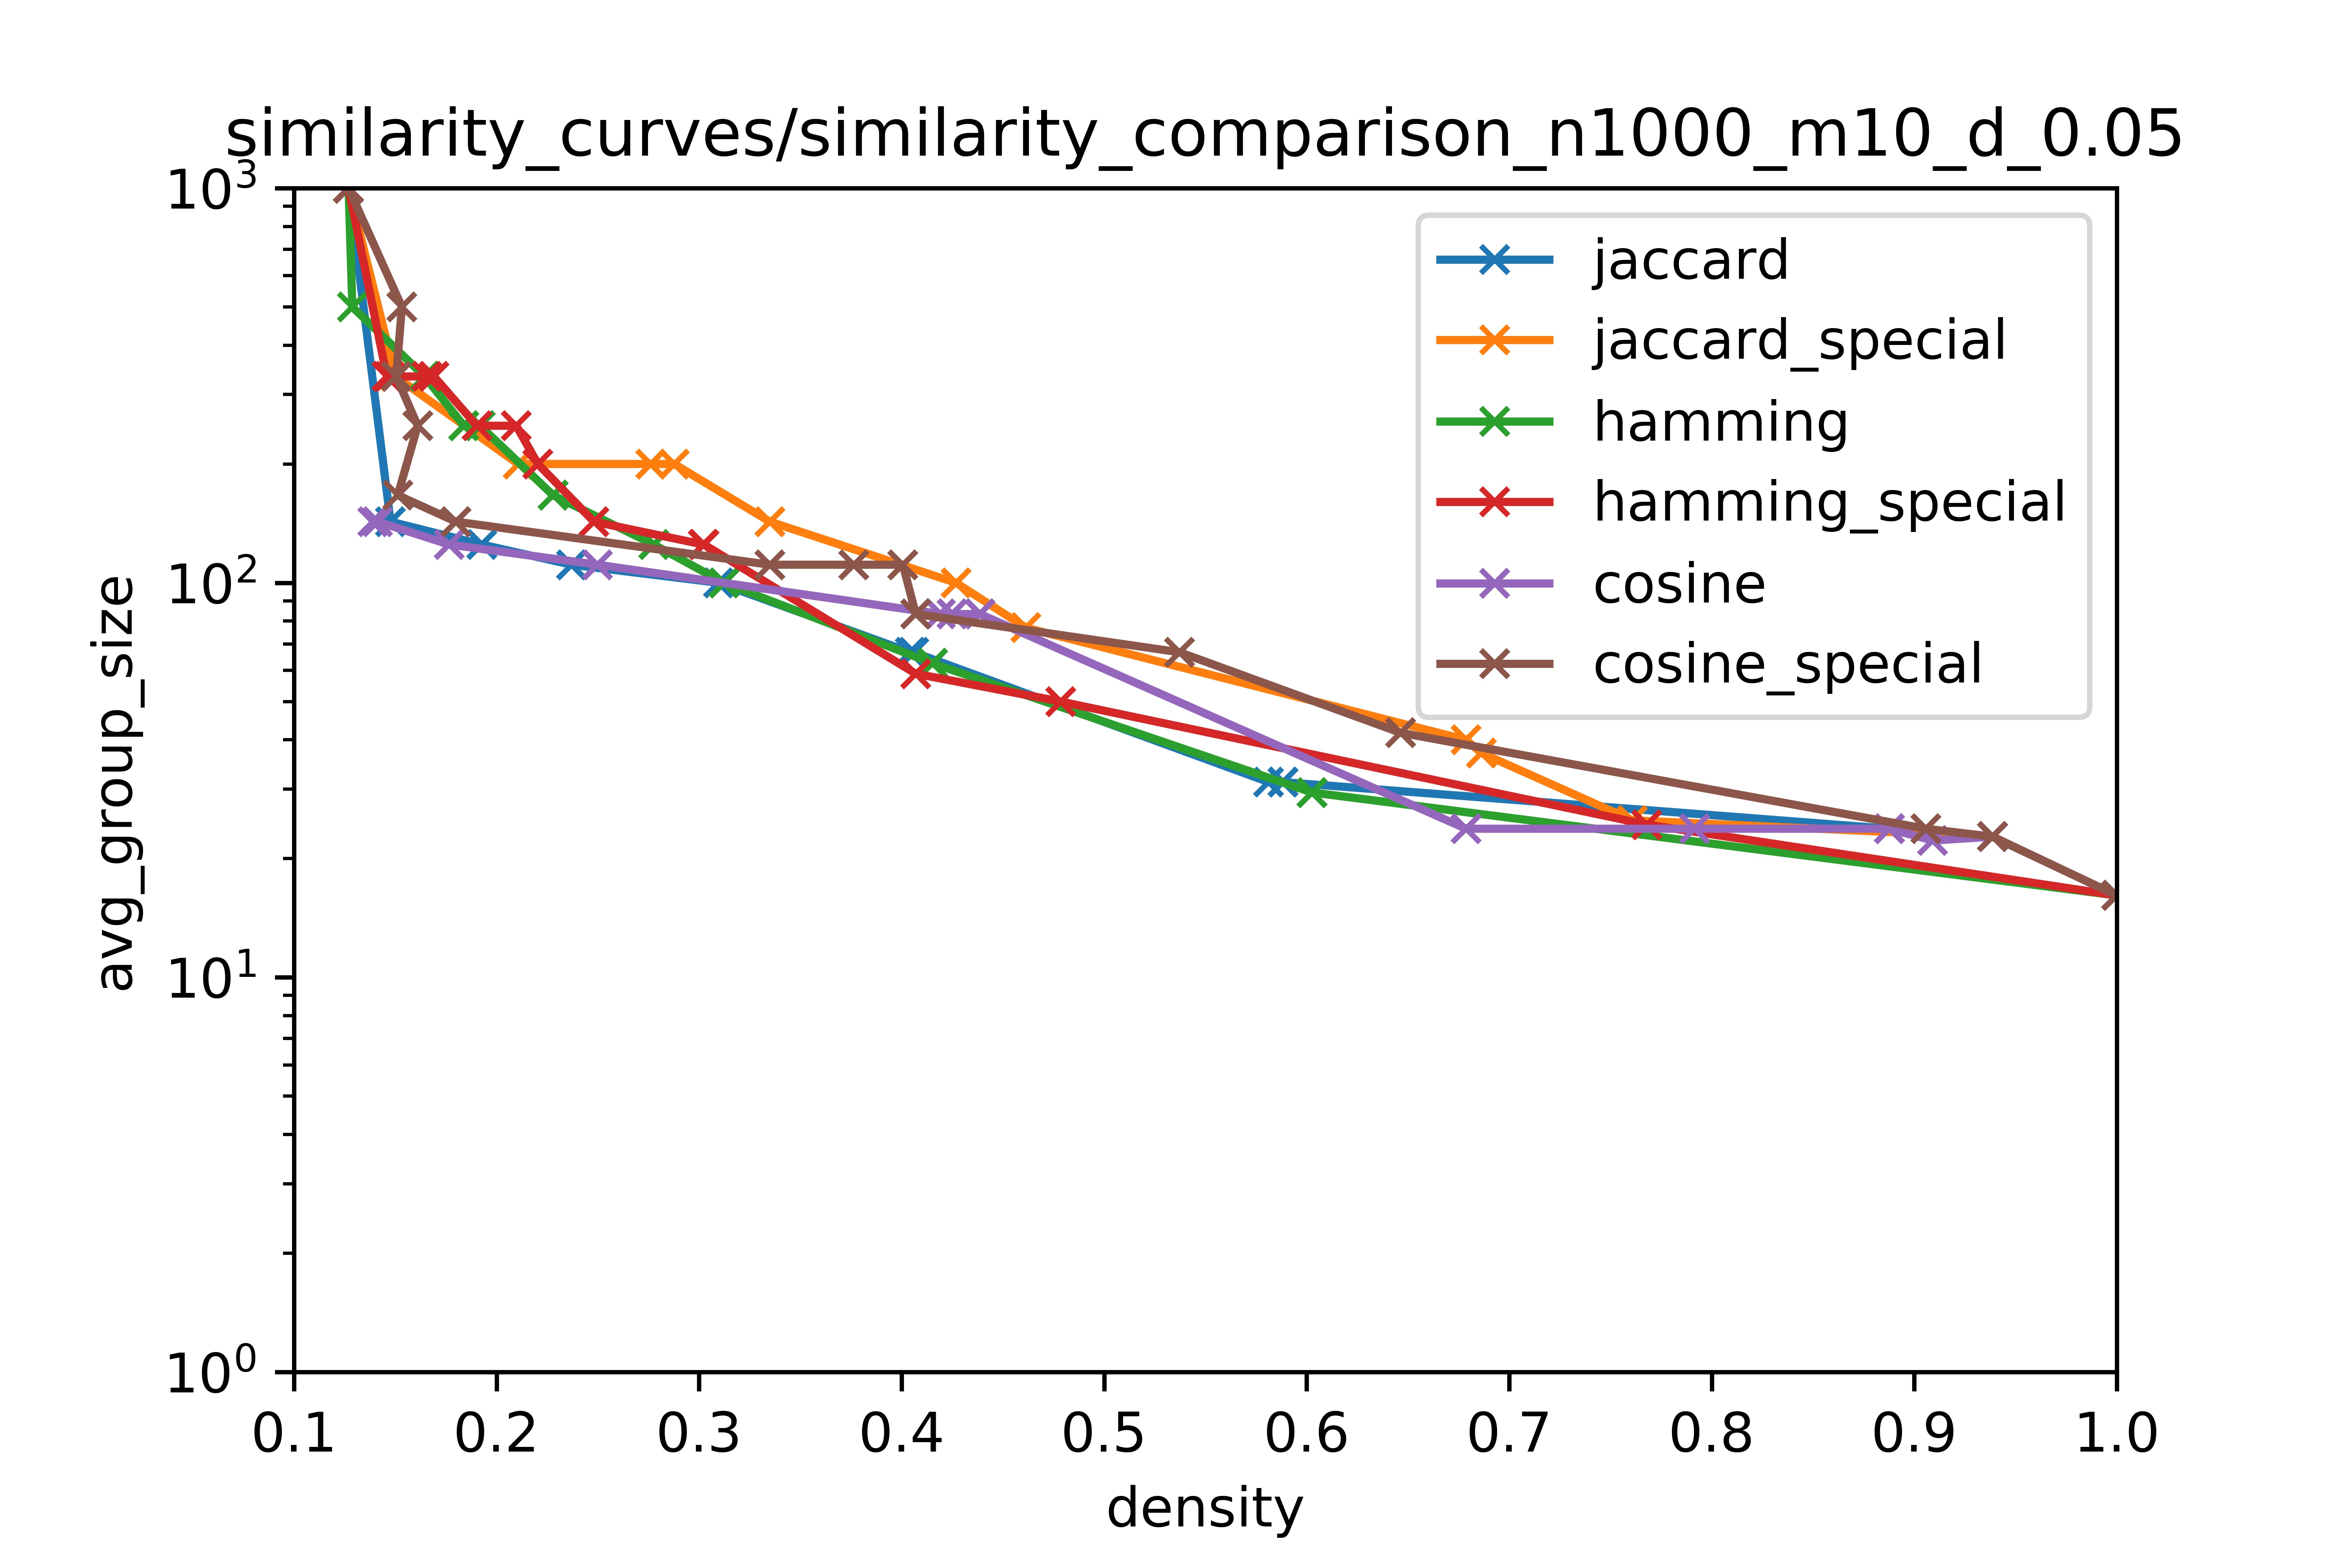 similarity_curves/similarity_comparison_n1000_m10_d_0.05
10³
10²
10¹
10⁰
avg_group_size
jaccard
jaccard_special
hamming
hamming_special
cosine
cosine_special
0.1 0.2 0.3 0.4 0.5 0.6 0.7 0.8 0.9 1.0
density